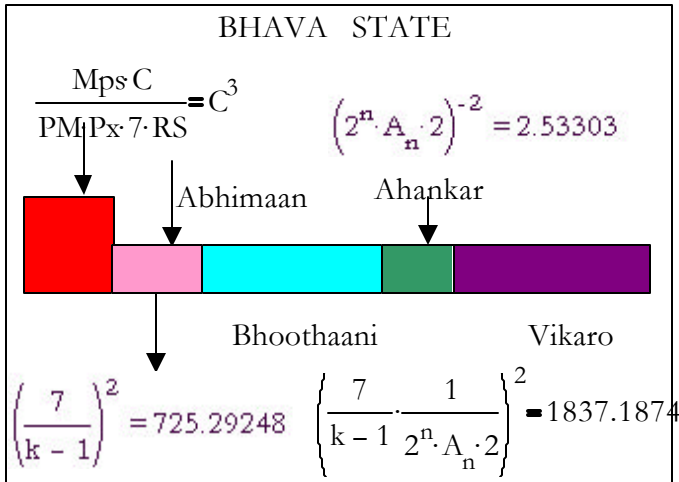 BHAVA STATE
Mps·C / PM·Px·7·RS = C³
(2ⁿ·Aₙ·2)⁻² = 2.53303
Abhimaan
Ahankar
Bhoothaani
Vikaro
(7 / k − 1)² = 725.29248
(7 / k − 1 · 1 / 2ⁿ·Aₙ·2)² = 1837.1874